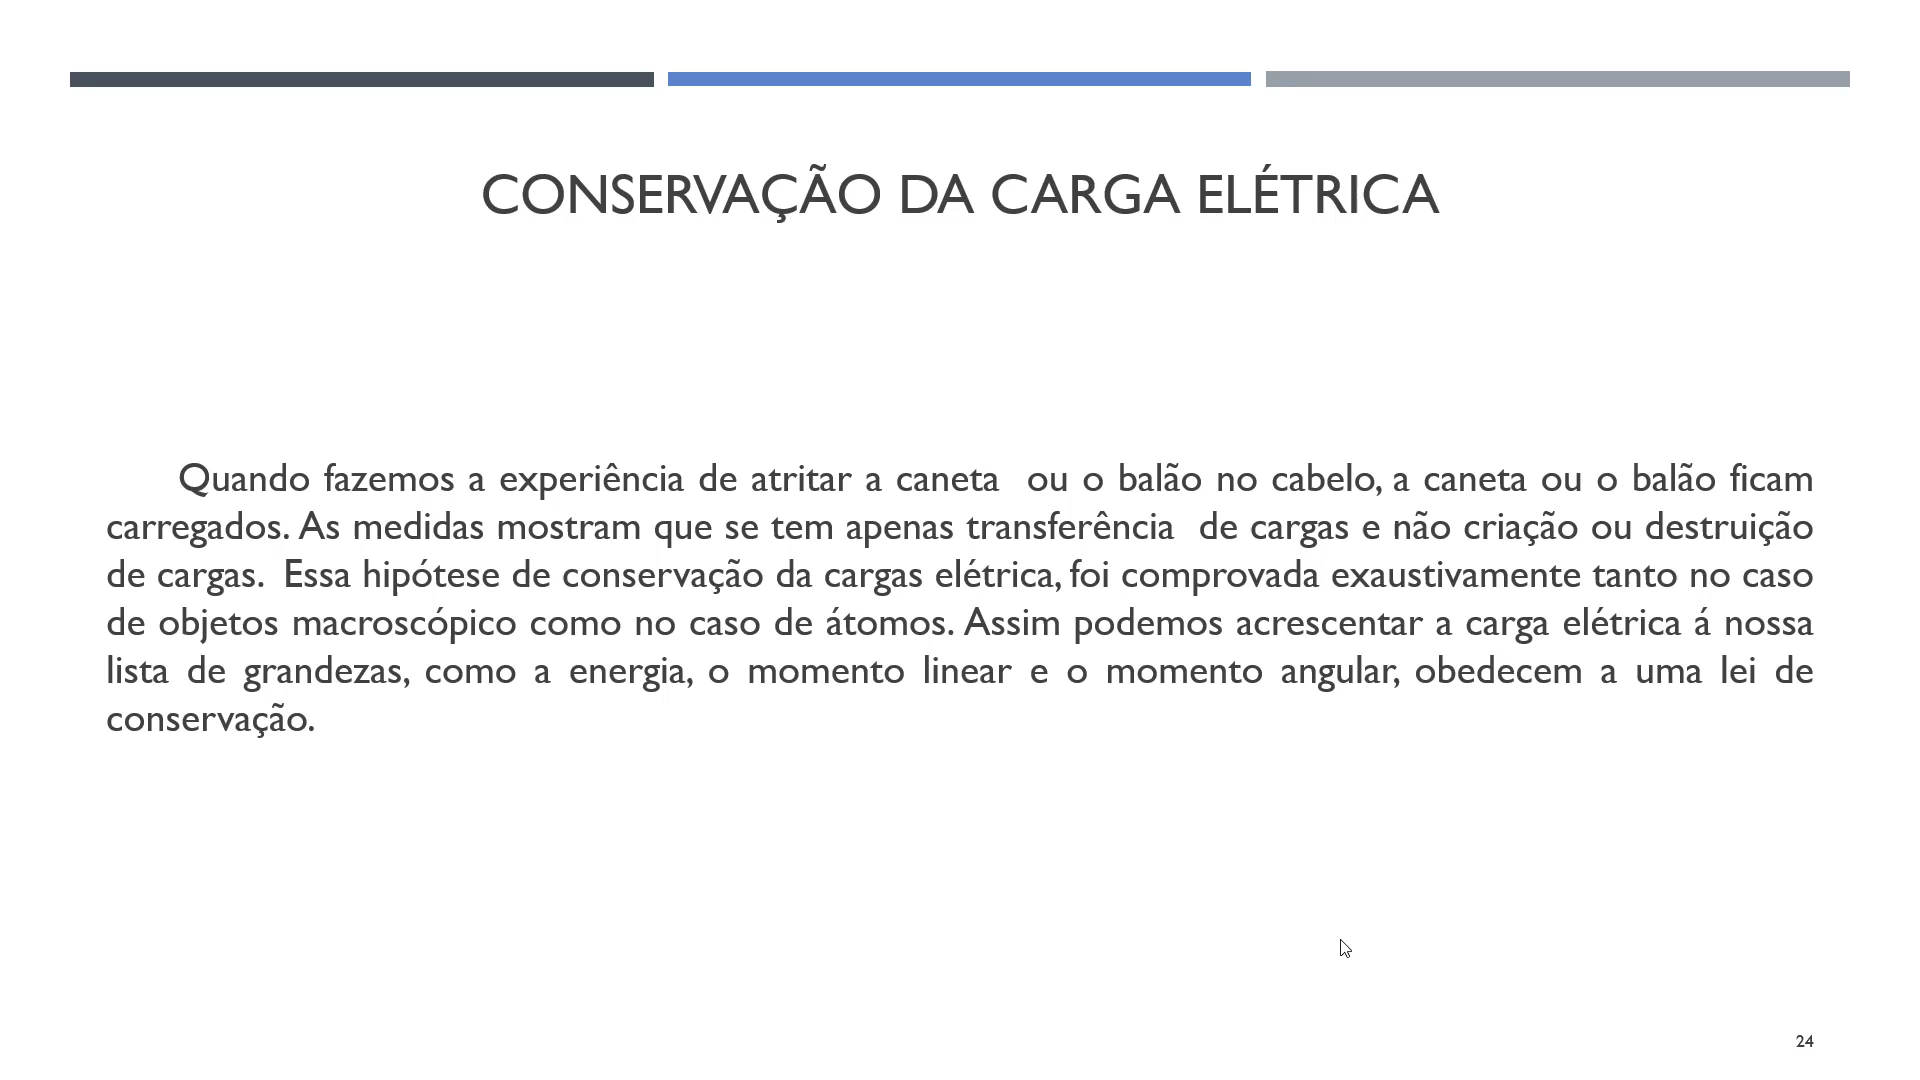 CONSERVAÇÃO DA CARGA ELÉTRICA
Quando fazemos a experiência de atritar a caneta ou o balão no cabelo, a caneta ou o balão ficam
carregados. As medidas mostram que se tem apenas transferência de cargas e não criação ou destruição
de cargas. Essa hipótese de conservação da cargas elétrica, foi comprovada exaustivamente tanto no caso
de objetos macroscópico como no caso de átomos. Assim podemos acrescentar a carga elétrica á nossa
lista de grandezas, como a energia, o momento linear e o momento angular, obedecem a uma lei de
conservação.
24